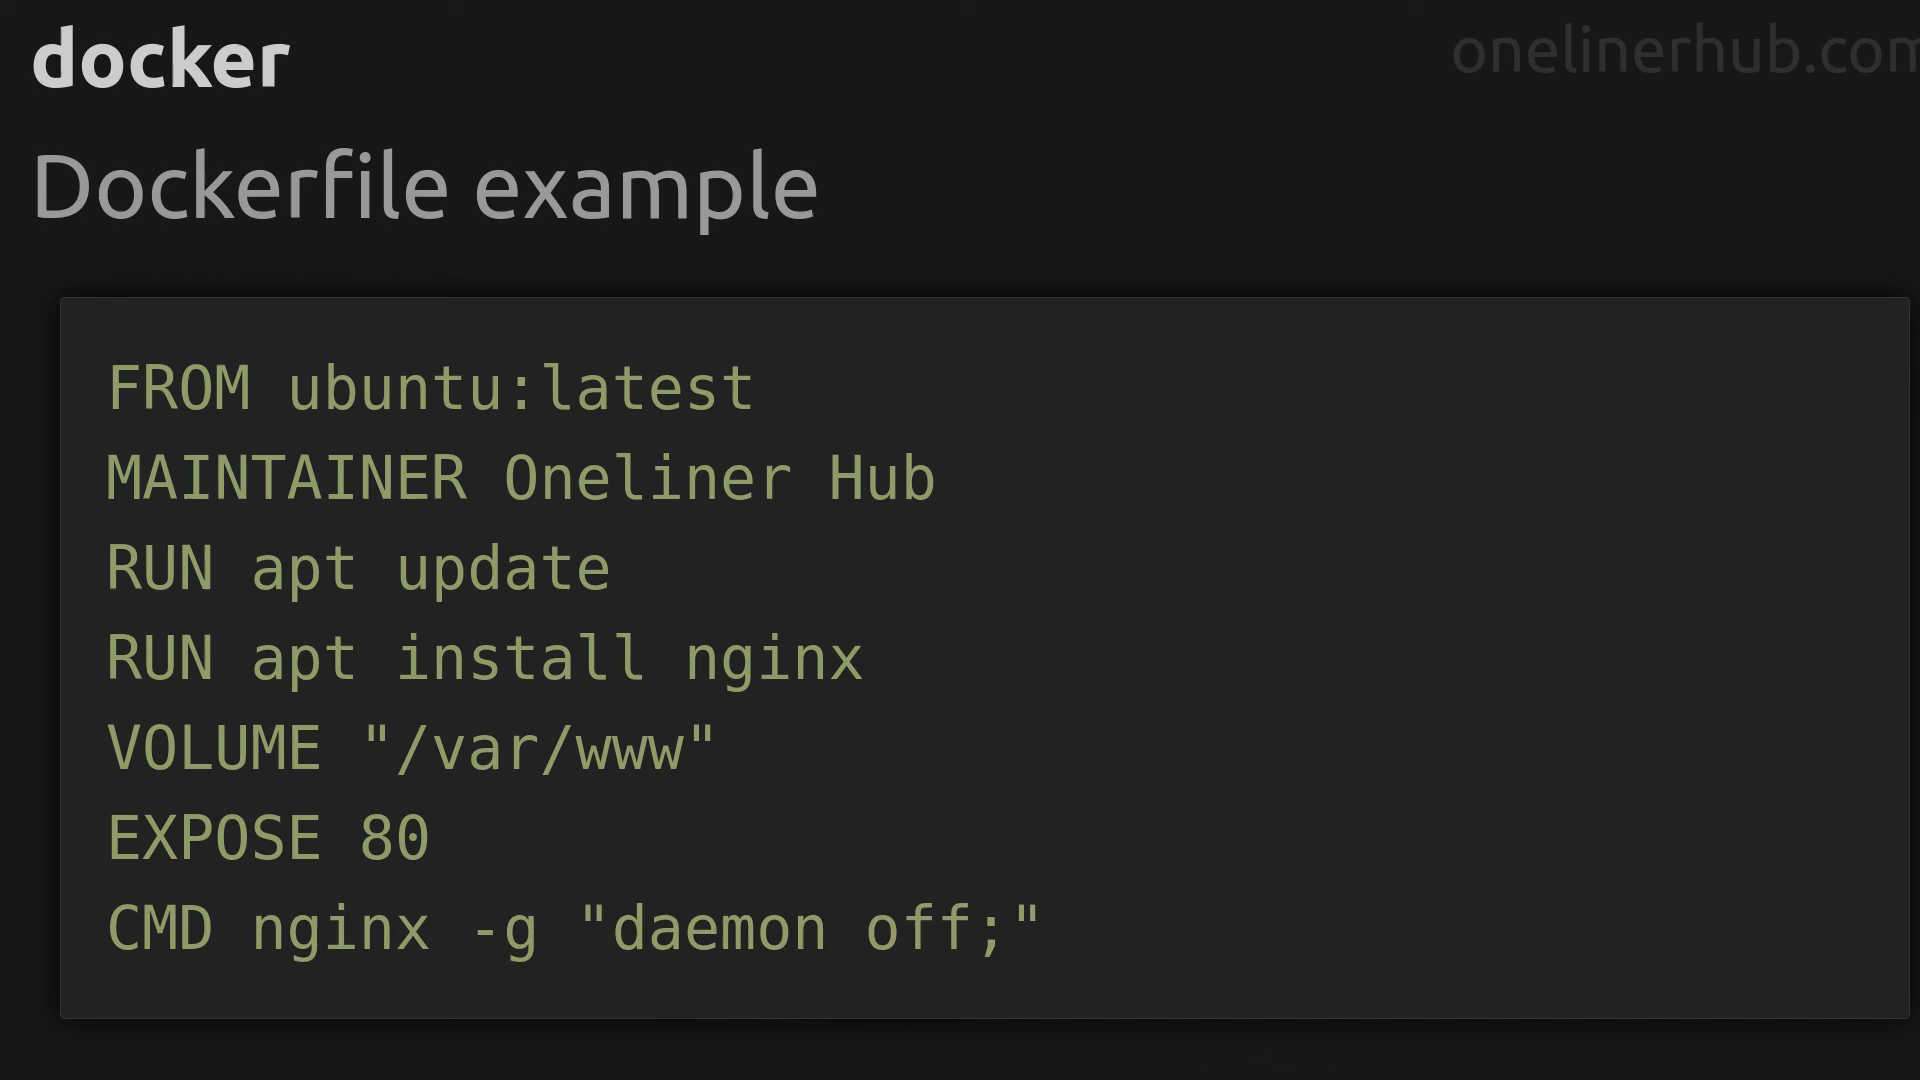 docker
onelinerhub.com
Dockerfile example
FROM ubuntu:latest
MAINTAINER Oneliner Hub
RUN apt update
RUN apt install nginx
VOLUME "/var/www"
EXPOSE 80
CMD nginx -g "daemon off;"